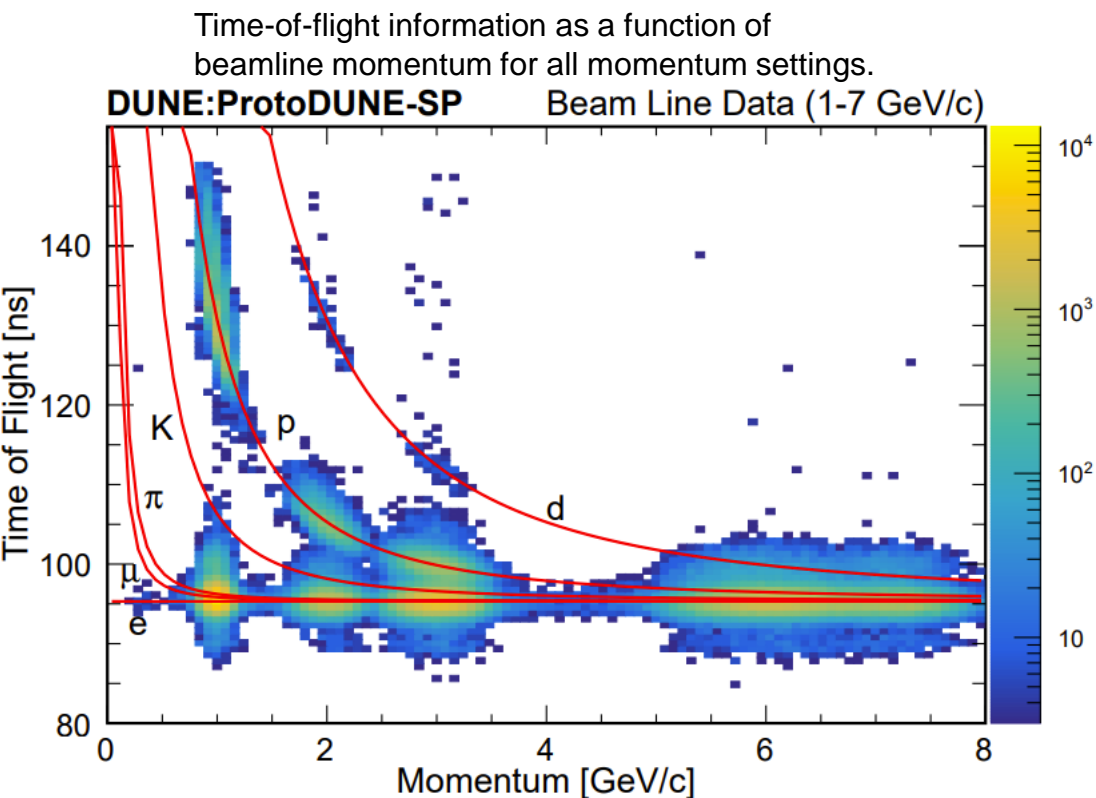 Time-of-flight information as a function of
beamline momentum for all momentum settings.
DUNE:ProtoDUNE-SP Beam Line Data (1-7 GeV/c)
Time of Flight [ns]
140
120
100
80
K
p
π
d
μ
e
10⁴
10³
10²
10
0 2 4 6 8
Momentum [GeV/c]